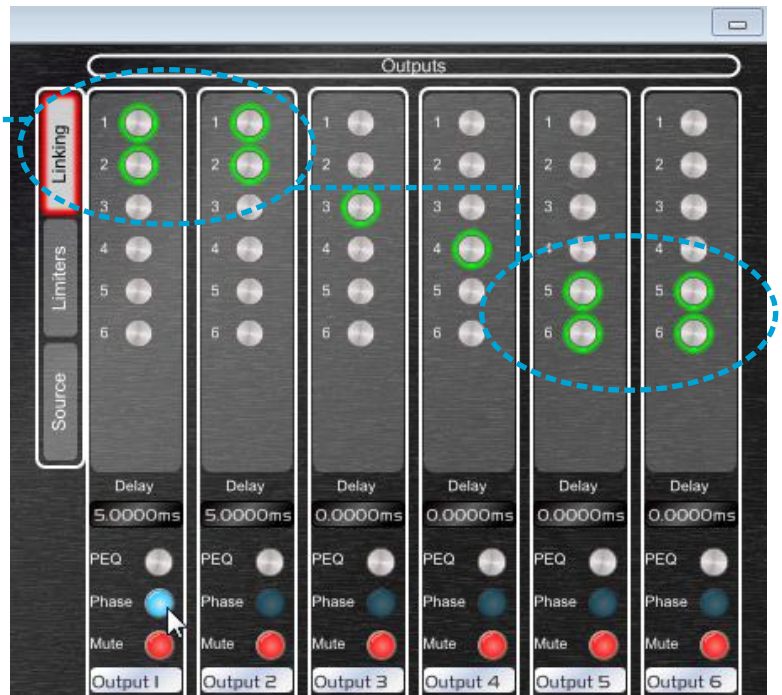 Outputs
Linking
Limiters
Source
1 1 1 1 1 1
2 2 2 2 2 2
3 3 3 3 3 3
4 4 4 4 4 4
5 5 5 5 5 5
6 6 6 6 6 6
Delay Delay Delay Delay Delay Delay
5.0000ms 5.0000ms 0.0000ms 0.0000ms 0.0000ms 0.0000ms
PEQ PEQ PEQ PEQ PEQ PEQ
Phase Phase Phase Phase Phase Phase
Mute Mute Mute Mute Mute Mute
Output 1 Output 2 Output 3 Output 4 Output 5 Output 6